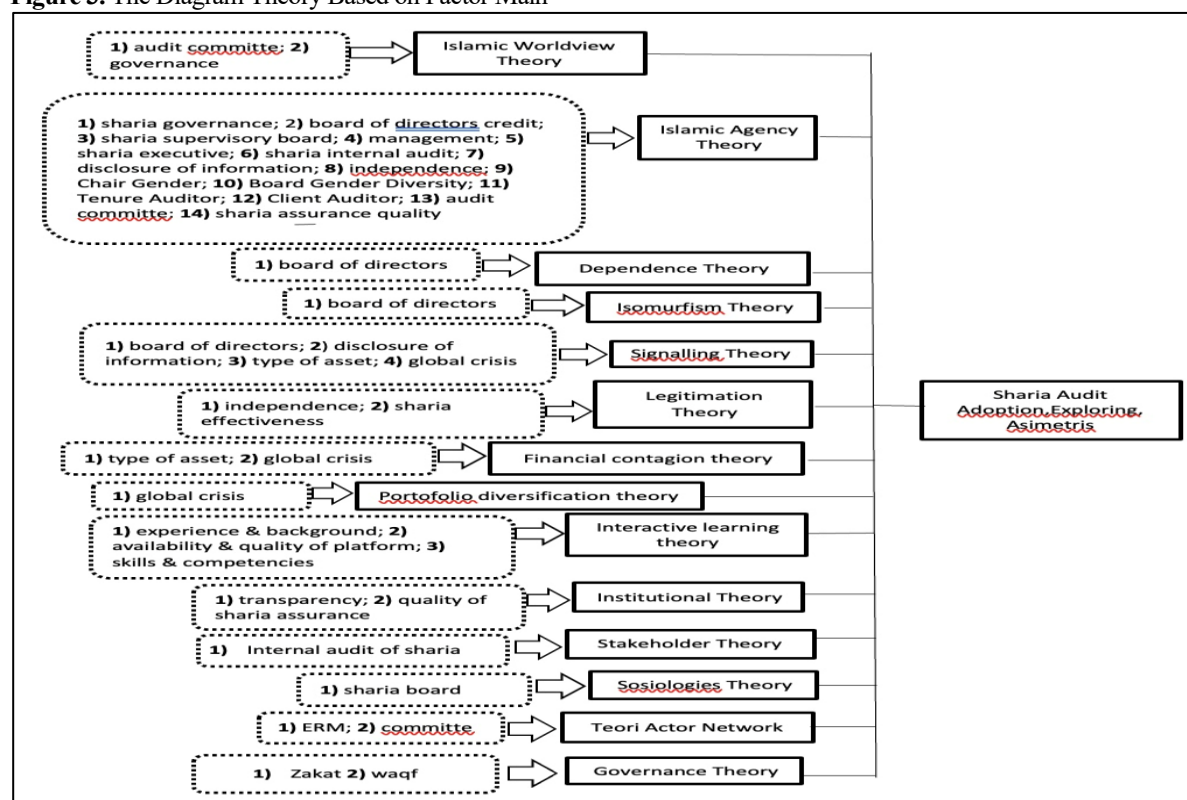 Figure 3. The Diagram Theory Based on Factor Main
1) audit committe; 2)
governance
Islamic Worldview
Theory
1) sharia governance; 2) board of directors credit;
3) sharia supervisory board; 4) management; 5)
sharia executive; 6) sharia internal audit; 7)
disclosure of information; 8) independence; 9)
Chair Gender; 10) Board Gender Diversity; 11)
Tenure Auditor; 12) Client Auditor; 13) audit
committe; 14) sharia assurance quality
Islamic Agency
Theory
1) board of directors
Dependence Theory
1) board of directors
Isomurfism Theory
1) board of directors; 2) disclosure of
information; 3) type of asset; 4) global crisis
Signalling Theory
1) independence; 2) sharia
effectiveness
Legitimation
Theory
Sharia Audit
Adoption,Exploring,
Asimetris
1) type of asset; 2) global crisis
Financial contagion theory
1) global crisis
Portofolio diversification theory
1) experience & background; 2)
availability & quality of platform; 3)
skills & competencies
Interactive learning
theory
1) transparency; 2) quality of
sharia assurance
Institutional Theory
1) Internal audit of sharia
Stakeholder Theory
1) sharia board
Sosiologies Theory
1) ERM; 2) committe
Teori Actor Network
1) Zakat 2) waqf
Governance Theory